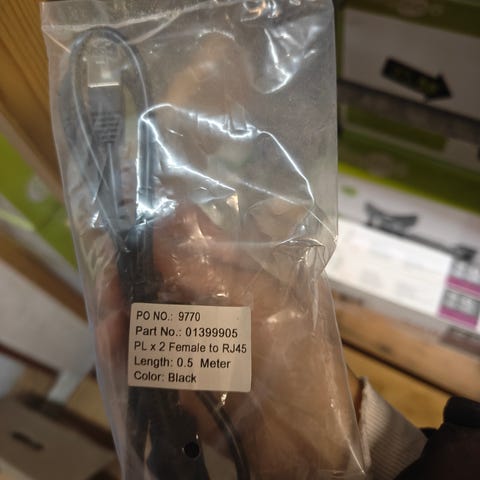 PO NO.: 9770
Part No.: 01399905
PL x 2 Female to RJ45
Length: 0.5 Meter
Color: Black